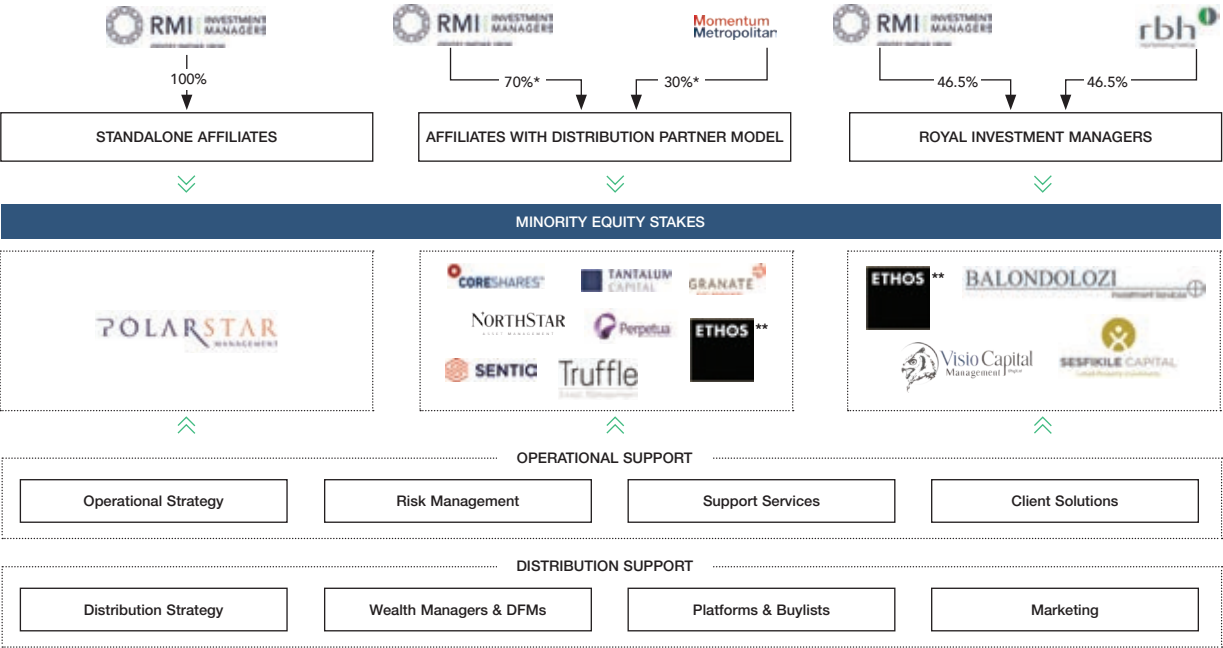 RMI INVESTMENT MANAGERS
RMI INVESTMENT MANAGERS
Momentum
Metropolitan
RMI INVESTMENT MANAGERS
rbh
100%
70%*
30%*
46.5%
46.5%
STANDALONE AFFILIATES
AFFILIATES WITH DISTRIBUTION PARTNER MODEL
ROYAL INVESTMENT MANAGERS
MINORITY EQUITY STAKES
POLARSTAR
MANAGEMENT
CORESHARES
TANTALUM
CAPITAL
GRANATE
NORTHSTAR
Perpetua
ETHOS **
SENTIO
Truffle
ETHOS **
BALONDOLOZI
Investment Services
Visio Capital
Management
SESFIKILE CAPITAL
OPERATIONAL SUPPORT
Operational Strategy
Risk Management
Support Services
Client Solutions
DISTRIBUTION SUPPORT
Distribution Strategy
Wealth Managers & DFMs
Platforms & Buylists
Marketing